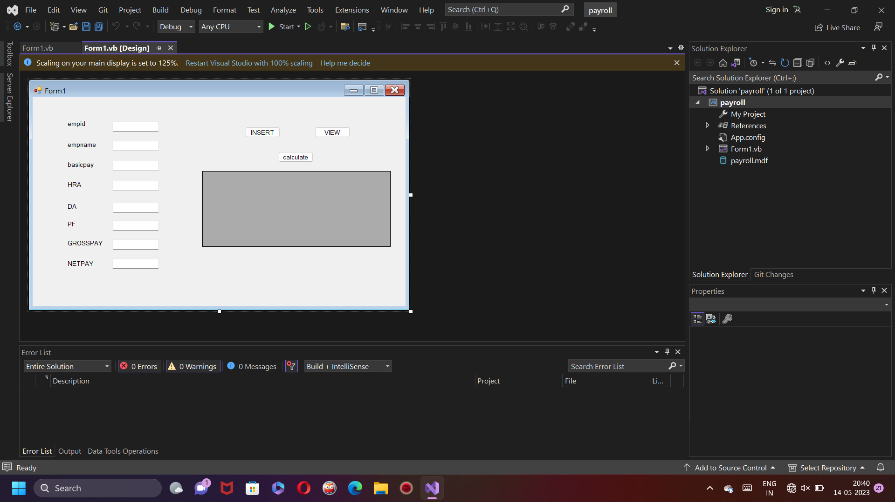 File Edit View Git Project Build Debug Format Test Analyze Tools Extensions Window Help Search (Ctrl+Q) payroll Sign in
Debug Any CPU Start Live Share
Form1.vb Form1.vb [Design]
Scaling on your main display is set to 125%. Restart Visual Studio with 100% scaling Help me decide
Toolbox
Server Explorer
Form1
empid
empname
basicpay
HRA
DA
PF
GROSSPAY
NETPAY
INSERT VIEW
calculate
Solution Explorer
Search Solution Explorer (Ctrl+;)
Solution 'payroll' (1 of 1 project)
payroll
My Project
References
App.config
Form1.vb
payroll.mdf
Solution Explorer Git Changes
Properties
Error List
Entire Solution 0 Errors 0 Warnings 0 Messages Build + IntelliSense Search Error List
Description Project File Li...
Error List Output Data Tools Operations
Ready Add to Source Control Select Repository
Search 1 ENG IN 20:40 14-05-2023